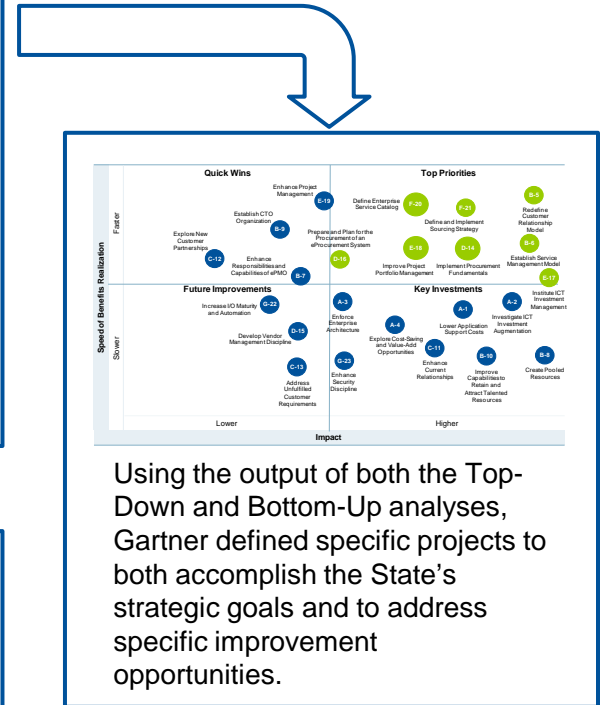 Quick Wins
Top Priorities
Enhance Project
Management
E-19
Define Enterprise
Service Catalog
F-20
F-21
Define and Implement
Sourcing Strategy
B-5
Redefine
Customer
Relationship
Model
Establish CTO
Organization
B-9
Explore New
Customer
Partnerships
C-12
Enhance
Responsibilities and
Capabilities of ePMO
B-7
Prepare and Plan for the
Procurement of an
eProcurement System
D-16
E-18
Improve Project
Portfolio Management
D-14
Implement Procurement
Fundamentals
B-6
Establish Service
Management Model
E-17
Institute ICT
Investment
Management
Future Improvements
Key Investments
Increase I/O Maturity
and Automation
G-22
Develop Vendor
Management Discipline
D-15
C-13
Address
Unfulfilled
Customer
Requirements
A-3
Enforce
Enterprise
Architecture
G-23
Enhance
Security
Discipline
A-4
Explore Cost-Saving
and Value-Add
Opportunities
A-1
Lower Application
Support Costs
A-2
Investigate ICT
Investment
Augmentation
C-11
Enhance
Current
Relationships
B-10
Improve
Capabilities to
Retain and
Attract Talented
Resources
B-8
Create Pooled
Resources
Speed of Benefits Realization
Faster
Slower
Lower
Higher
Impact
Using the output of both the Top-
Down and Bottom-Up analyses,
Gartner defined specific projects to
both accomplish the State’s
strategic goals and to address
specific improvement
opportunities.